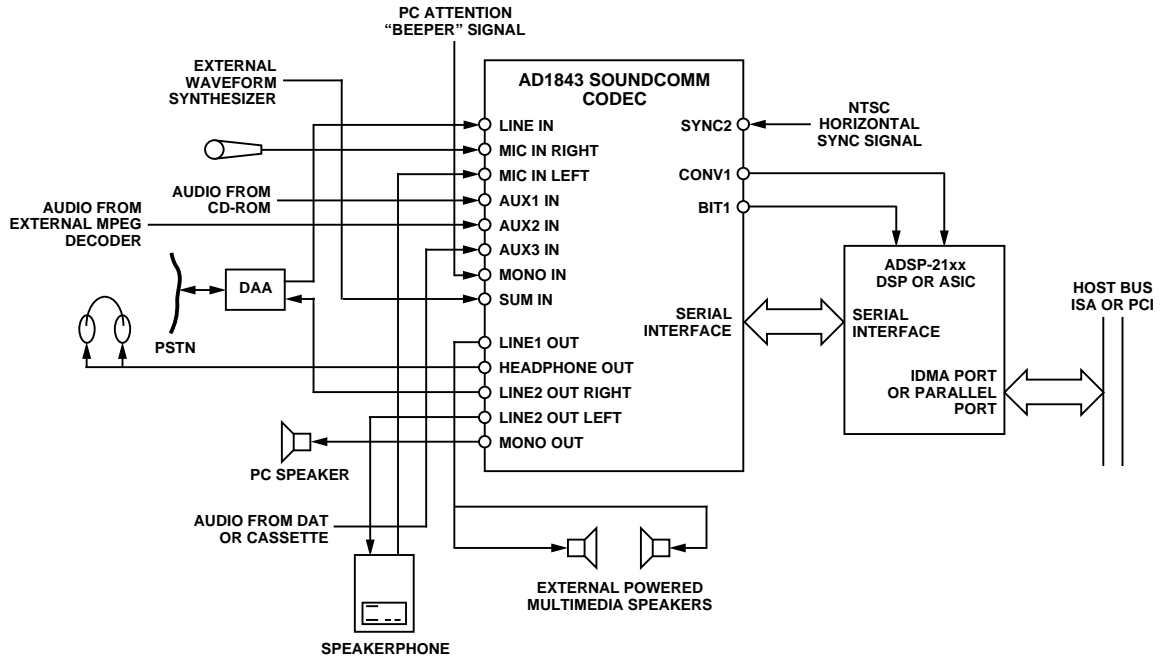 PC ATTENTION
“BEEPER” SIGNAL
EXTERNAL
WAVEFORM
SYNTHESIZER
AD1843 SOUNDCOMM
CODEC
LINE IN
MIC IN RIGHT
MIC IN LEFT
AUX1 IN
AUX2 IN
AUX3 IN
MONO IN
SUM IN
LINE1 OUT
HEADPHONE OUT
LINE2 OUT RIGHT
LINE2 OUT LEFT
MONO OUT
SYNC2
CONV1
BIT1
SERIAL
INTERFACE
NTSC
HORIZONTAL
SYNC SIGNAL
AUDIO FROM
CD-ROM
AUDIO FROM
EXTERNAL MPEG
DECODER
DAA
PSTN
ADSP-21xx
DSP OR ASIC
SERIAL
INTERFACE
IDMA PORT
OR PARALLEL
PORT
HOST BUS
ISA OR PCI
PC SPEAKER
AUDIO FROM DAT
OR CASSETTE
EXTERNAL POWERED
MULTIMEDIA SPEAKERS
SPEAKERPHONE